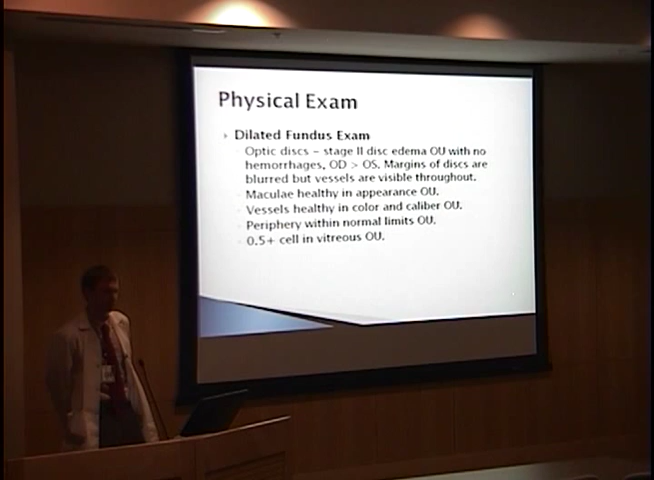 Physical Exam
Dilated Fundus Exam
Optic discs – stage II disc edema OU with no
hemorrhages, OD > OS. Margins of discs are
blurred but vessels are visible throughout.
Maculae healthy in appearance OU.
Vessels healthy in color and caliber OU.
Periphery within normal limits OU.
0.5+ cell in vitreous OU.